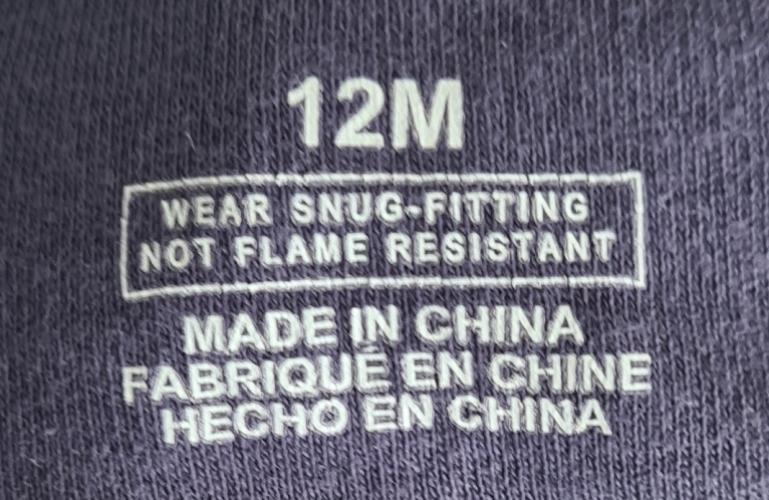 12M
WEAR SNUG-FITTING
NOT FLAME RESISTANT
MADE IN CHINA
FABRIQUÉ EN CHINE
HECHO EN CHINA